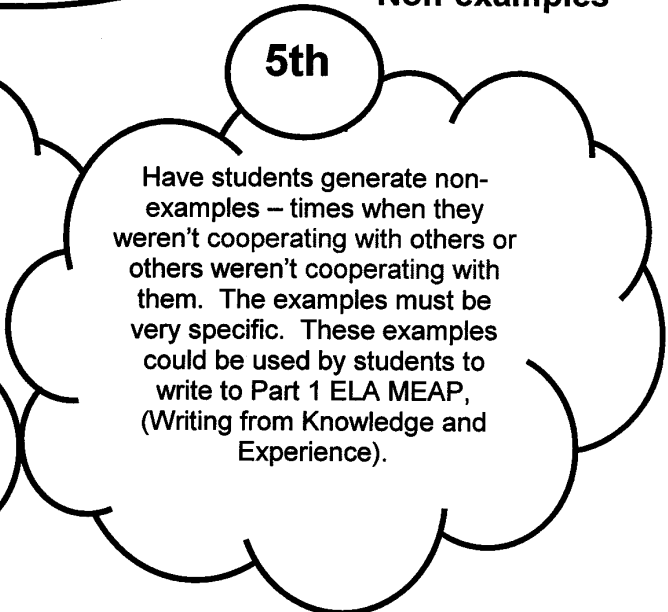 Non-examples
5th
Have students generate non-
examples – times when they
weren't cooperating with others or
others weren't cooperating with
them. The examples must be
very specific. These examples
could be used by students to
write to Part 1 ELA MEAP,
(Writing from Knowledge and
Experience).